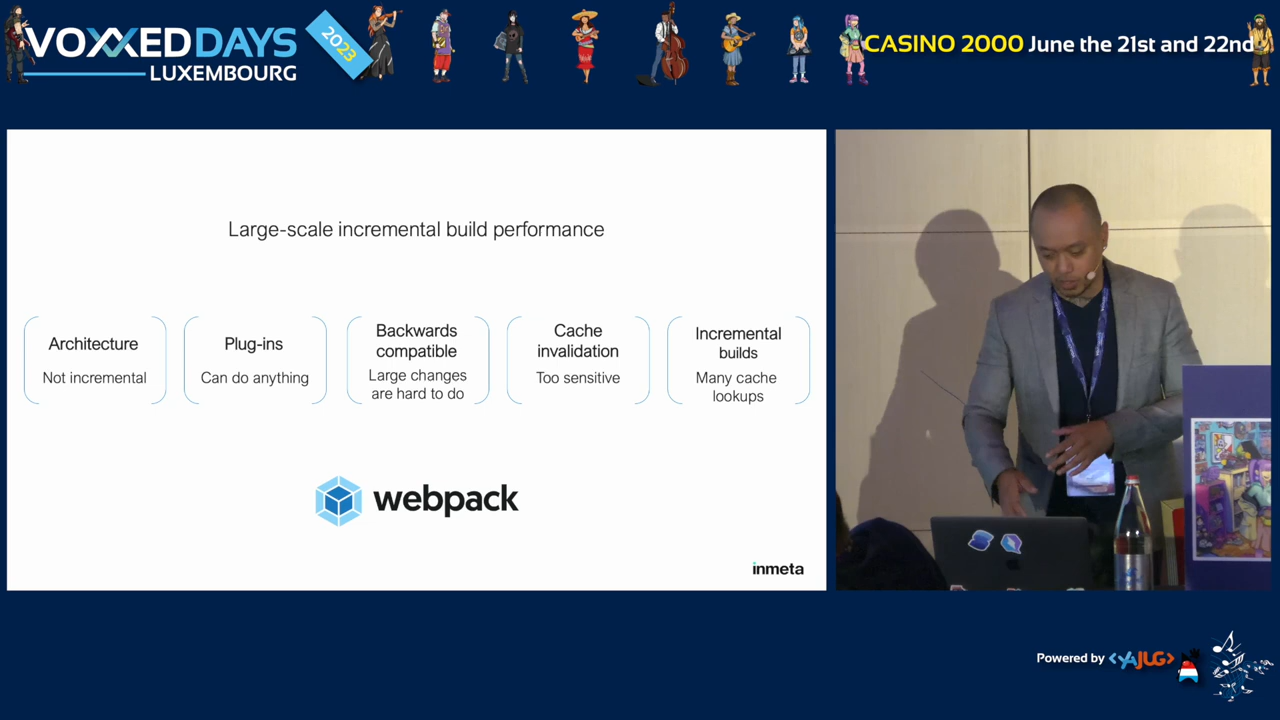 VOXXED DAYS
LUXEMBOURG
2023
CASINO 2000 June the 21st and 22nd
Large-scale incremental build performance
Architecture
Not incremental
Plug-ins
Can do anything
Backwards
compatible
Large changes
are hard to do
Cache
invalidation
Too sensitive
Incremental
builds
Many cache
lookups
webpack
inmeta
Powered by <YAJUG>